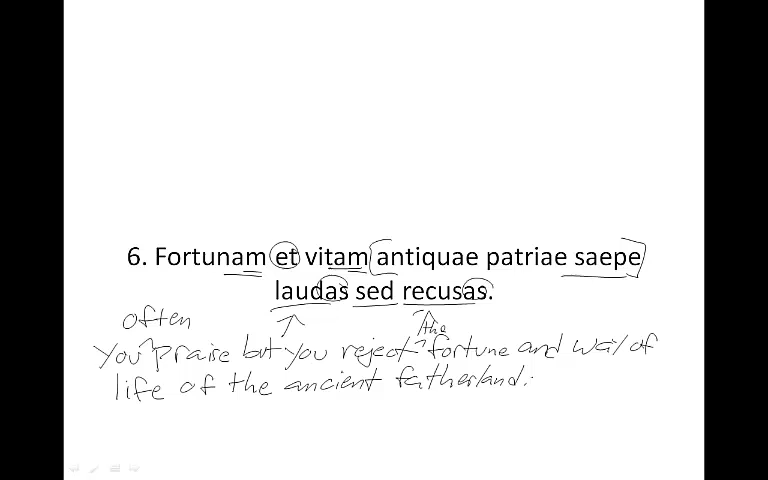 6. Fortunam et vitam antiquae patriae saepe
laudas sed recusas.
often
the
You praise but you reject fortune and way of
life of the ancient fatherland.